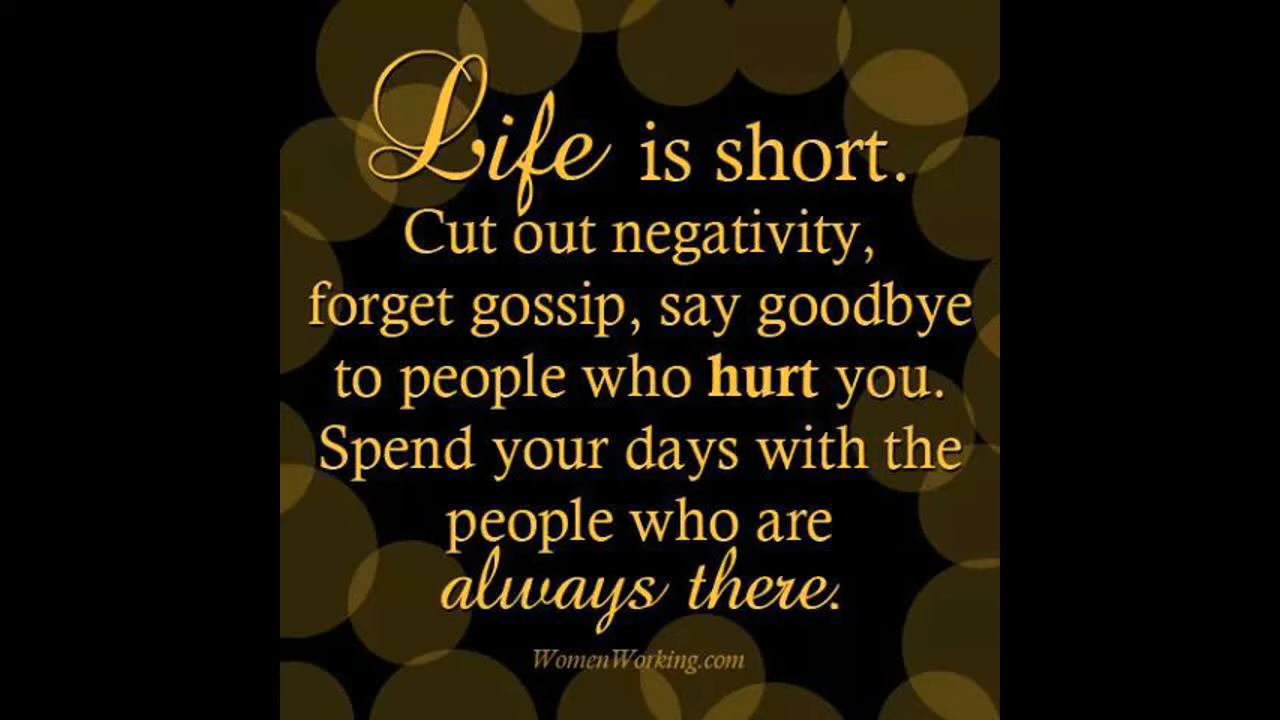 Life is short.
Cut out negativity,
forget gossip, say goodbye
to people who hurt you.
Spend your days with the
people who are
always there.
WomenWorking.com